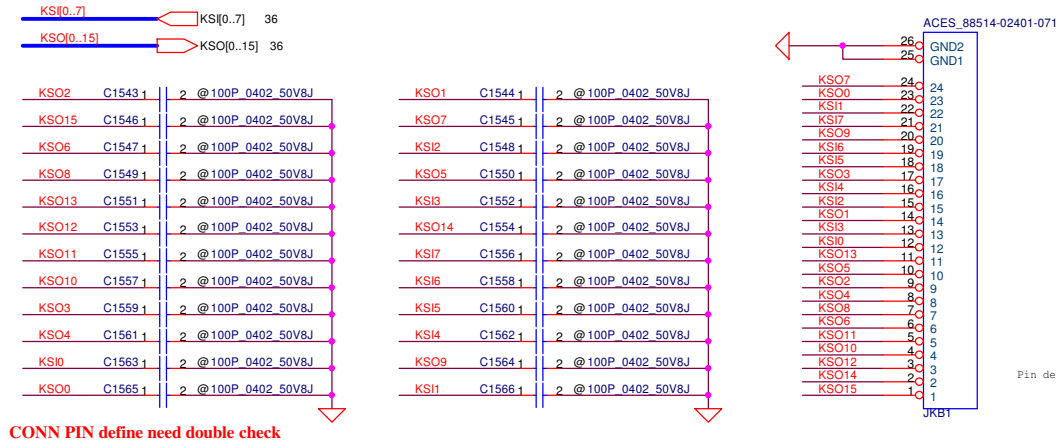 KSI[0..7] KSI[0..7] 36
KSO[0..15] KSO[0..15] 36
KSO2 C1543 1 2 @100P_0402_50V8J
KSO15 C1546 1 2 @100P_0402_50V8J
KSO6 C1547 1 2 @100P_0402_50V8J
KSO8 C1549 1 2 @100P_0402_50V8J
KSO13 C1551 1 2 @100P_0402_50V8J
KSO12 C1553 1 2 @100P_0402_50V8J
KSO11 C1555 1 2 @100P_0402_50V8J
KSO10 C1557 1 2 @100P_0402_50V8J
KSO3 C1559 1 2 @100P_0402_50V8J
KSO4 C1561 1 2 @100P_0402_50V8J
KSI0 C1563 1 2 @100P_0402_50V8J
KSO0 C1565 1 2 @100P_0402_50V8J
CONN PIN define need double check
KSO1 C1544 1 2 @100P_0402_50V8J
KSO7 C1545 1 2 @100P_0402_50V8J
KSI2 C1548 1 2 @100P_0402_50V8J
KSO5 C1550 1 2 @100P_0402_50V8J
KSI3 C1552 1 2 @100P_0402_50V8J
KSO14 C1554 1 2 @100P_0402_50V8J
KSI7 C1556 1 2 @100P_0402_50V8J
KSI6 C1558 1 2 @100P_0402_50V8J
KSI5 C1560 1 2 @100P_0402_50V8J
KSI4 C1562 1 2 @100P_0402_50V8J
KSO9 C1564 1 2 @100P_0402_50V8J
KSI1 C1566 1 2 @100P_0402_50V8J
ACES_88514-02401-071
26 GND2
25 GND1
KSO7 24 24
KSO0 23 23
KSI1 22 22
KSI7 21 21
KSO9 20 20
KSI6 19 19
KSI5 18 18
KSO3 17 17
KSI4 16 16
KSI2 15 15
KSO1 14 14
KSI3 13 13
KSI0 12 12
KSO13 11 11
KSO5 10 10
KSO2 9 9
KSO4 8 8
KSO8 7 7
KSO6 6 6
KSO11 5 5
KSO10 4 4
KSO12 3 3
KSO14 2 2
KSO15 1 1
JKB1
Pin de